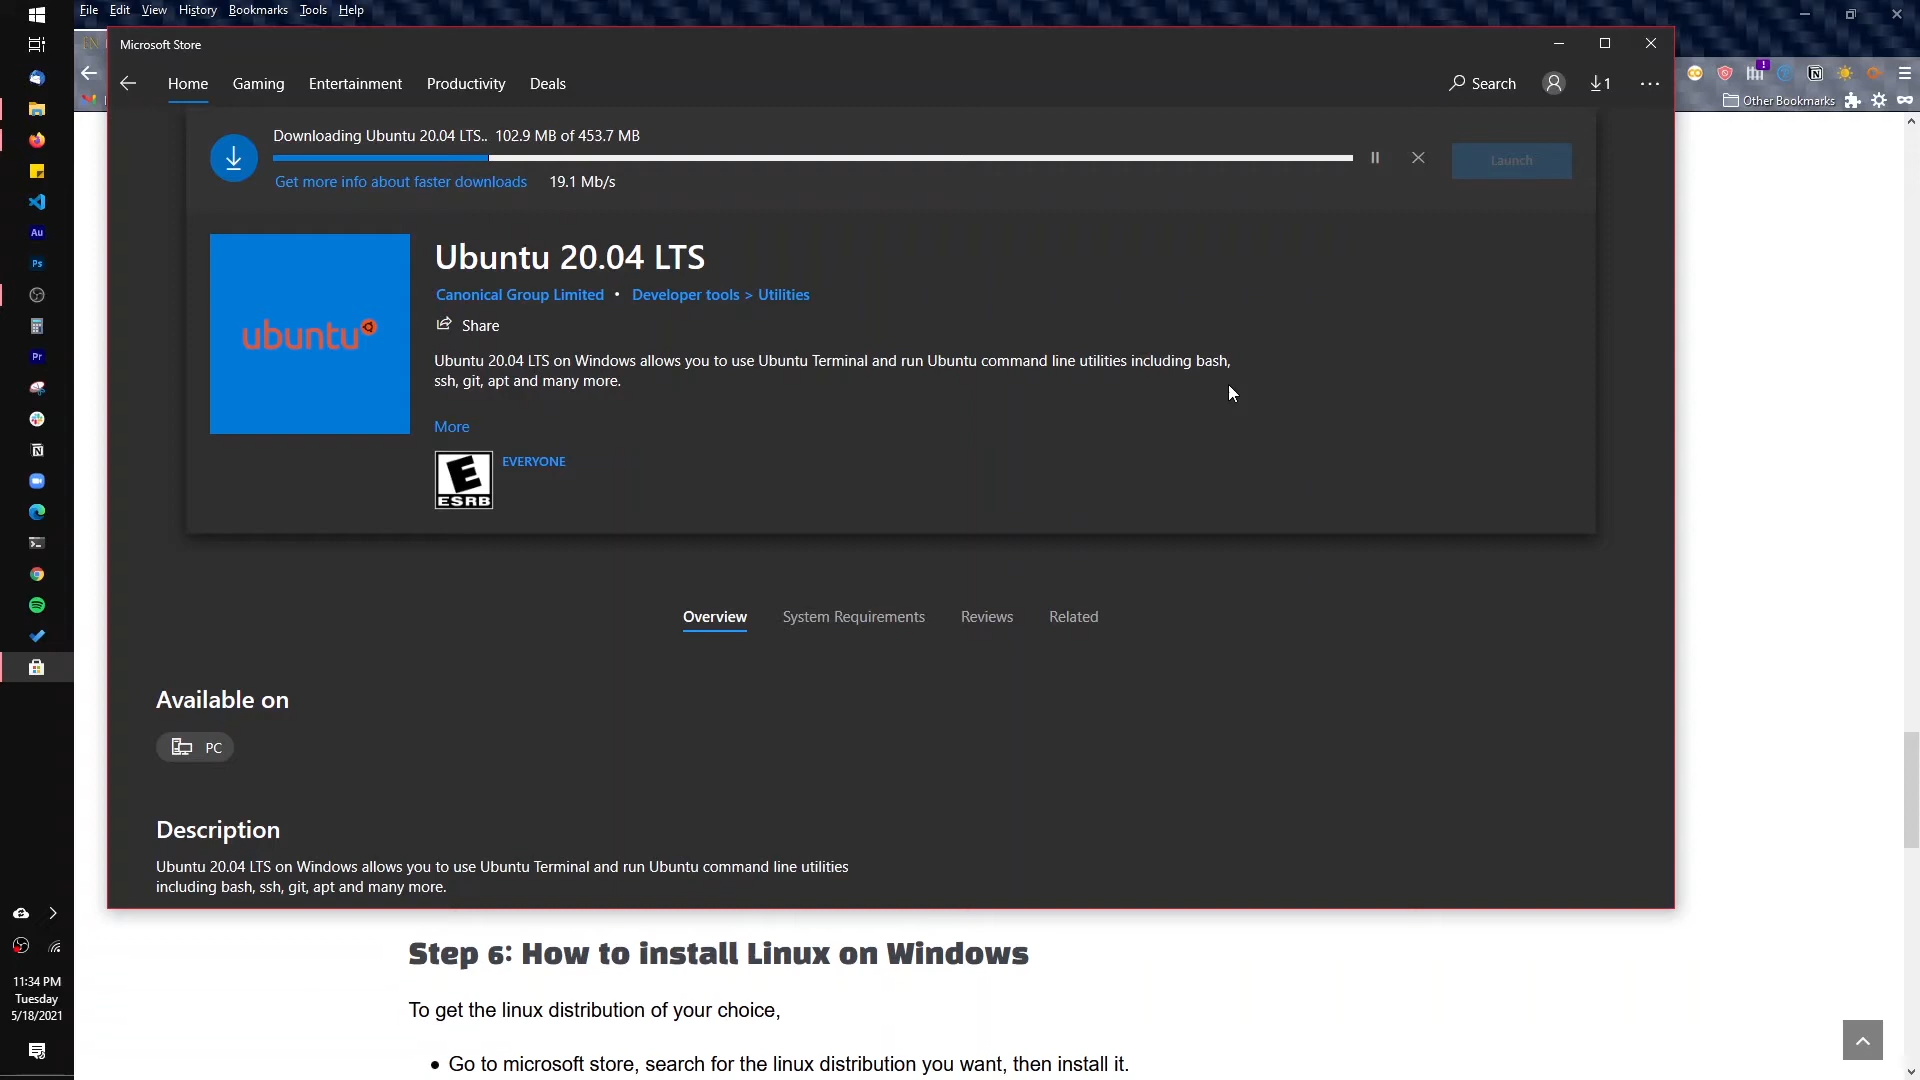 File Edit View History Bookmarks Tools Help
Microsoft Store
Home Gaming Entertainment Productivity Deals
Search
1
Other Bookmarks
Downloading Ubuntu 20.04 LTS.. 102.9 MB of 453.7 MB
Launch
Get more info about faster downloads 19.1 Mb/s
ubuntu
Ubuntu 20.04 LTS
Canonical Group Limited • Developer tools > Utilities
Share
Ubuntu 20.04 LTS on Windows allows you to use Ubuntu Terminal and run Ubuntu command line utilities including bash,
ssh, git, apt and many more.
More
E
ESRB
EVERYONE
Overview System Requirements Reviews Related
Available on
PC
Description
Ubuntu 20.04 LTS on Windows allows you to use Ubuntu Terminal and run Ubuntu command line utilities
including bash, ssh, git, apt and many more.
Step 6: How to install Linux on Windows
To get the linux distribution of your choice,
• Go to microsoft store, search for the linux distribution you want, then install it.
Au
Ps
Pr
11:34 PM
Tuesday
5/18/2021